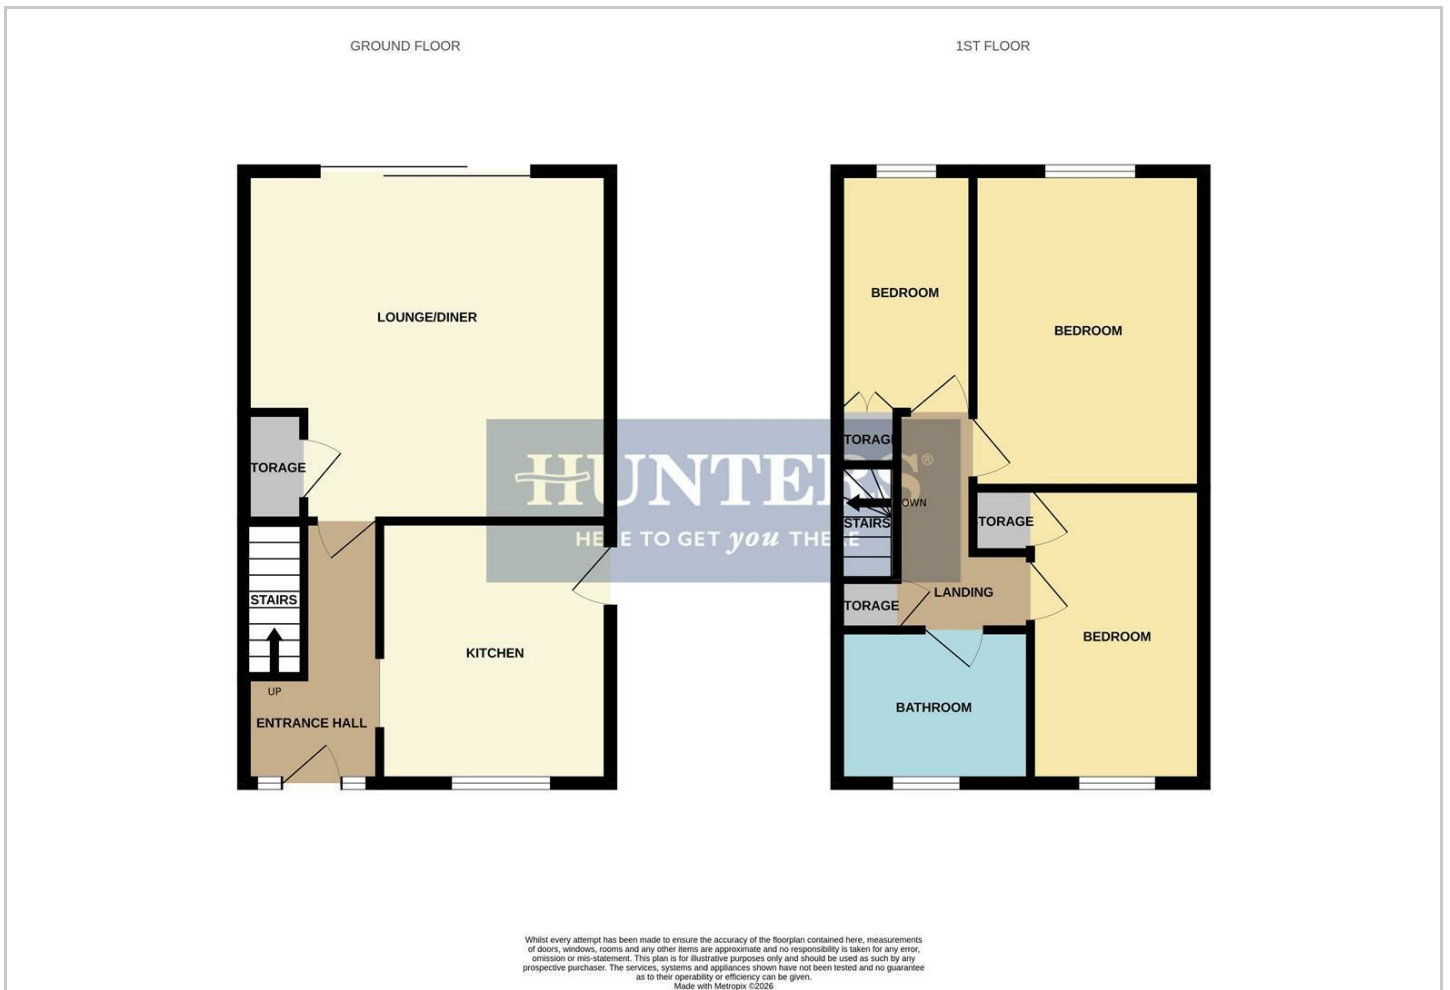 GROUND FLOOR
1ST FLOOR
LOUNGE/DINER
TORAGE
STAIRS
UP
ENTRANCE HALL
KITCHEN
BEDROOM
BEDROOM
TORAGE
OWN
STAIRS
TORAGE
TORAGE
LANDING
BEDROOM
BATHROOM
HUNTERS®
HERE TO GET you THERE
Whilst every attempt has been made to ensure the accuracy of the floorplan contained here, measurements
of doors, windows, rooms and any other items are approximate and no responsibility is taken for any error,
omission or mis-statement. This plan is for illustrative purposes only and should be used as such by any
prospective purchaser. The services, systems and appliances shown have not been tested and no guarantee
as to their operability or efficiency can be given.
Made with Metropix ©2026